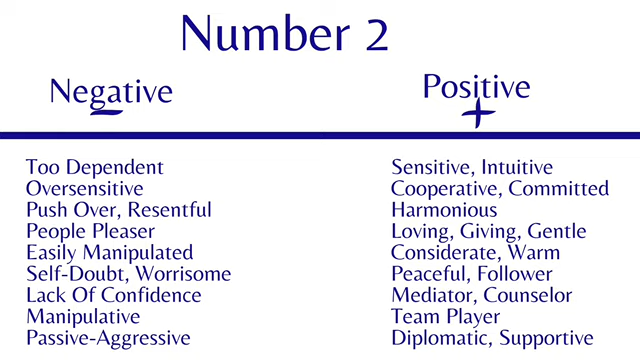 Number 2
Negative
Positive
-
+
Too Dependent
Oversensitive
Push Over, Resentful
People Pleaser
Easily Manipulated
Self-Doubt, Worrisome
Lack Of Confidence
Manipulative
Passive-Aggressive
Sensitive, Intuitive
Cooperative, Committed
Harmonious
Loving, Giving, Gentle
Considerate, Warm
Peaceful, Follower
Mediator, Counselor
Team Player
Diplomatic, Supportive